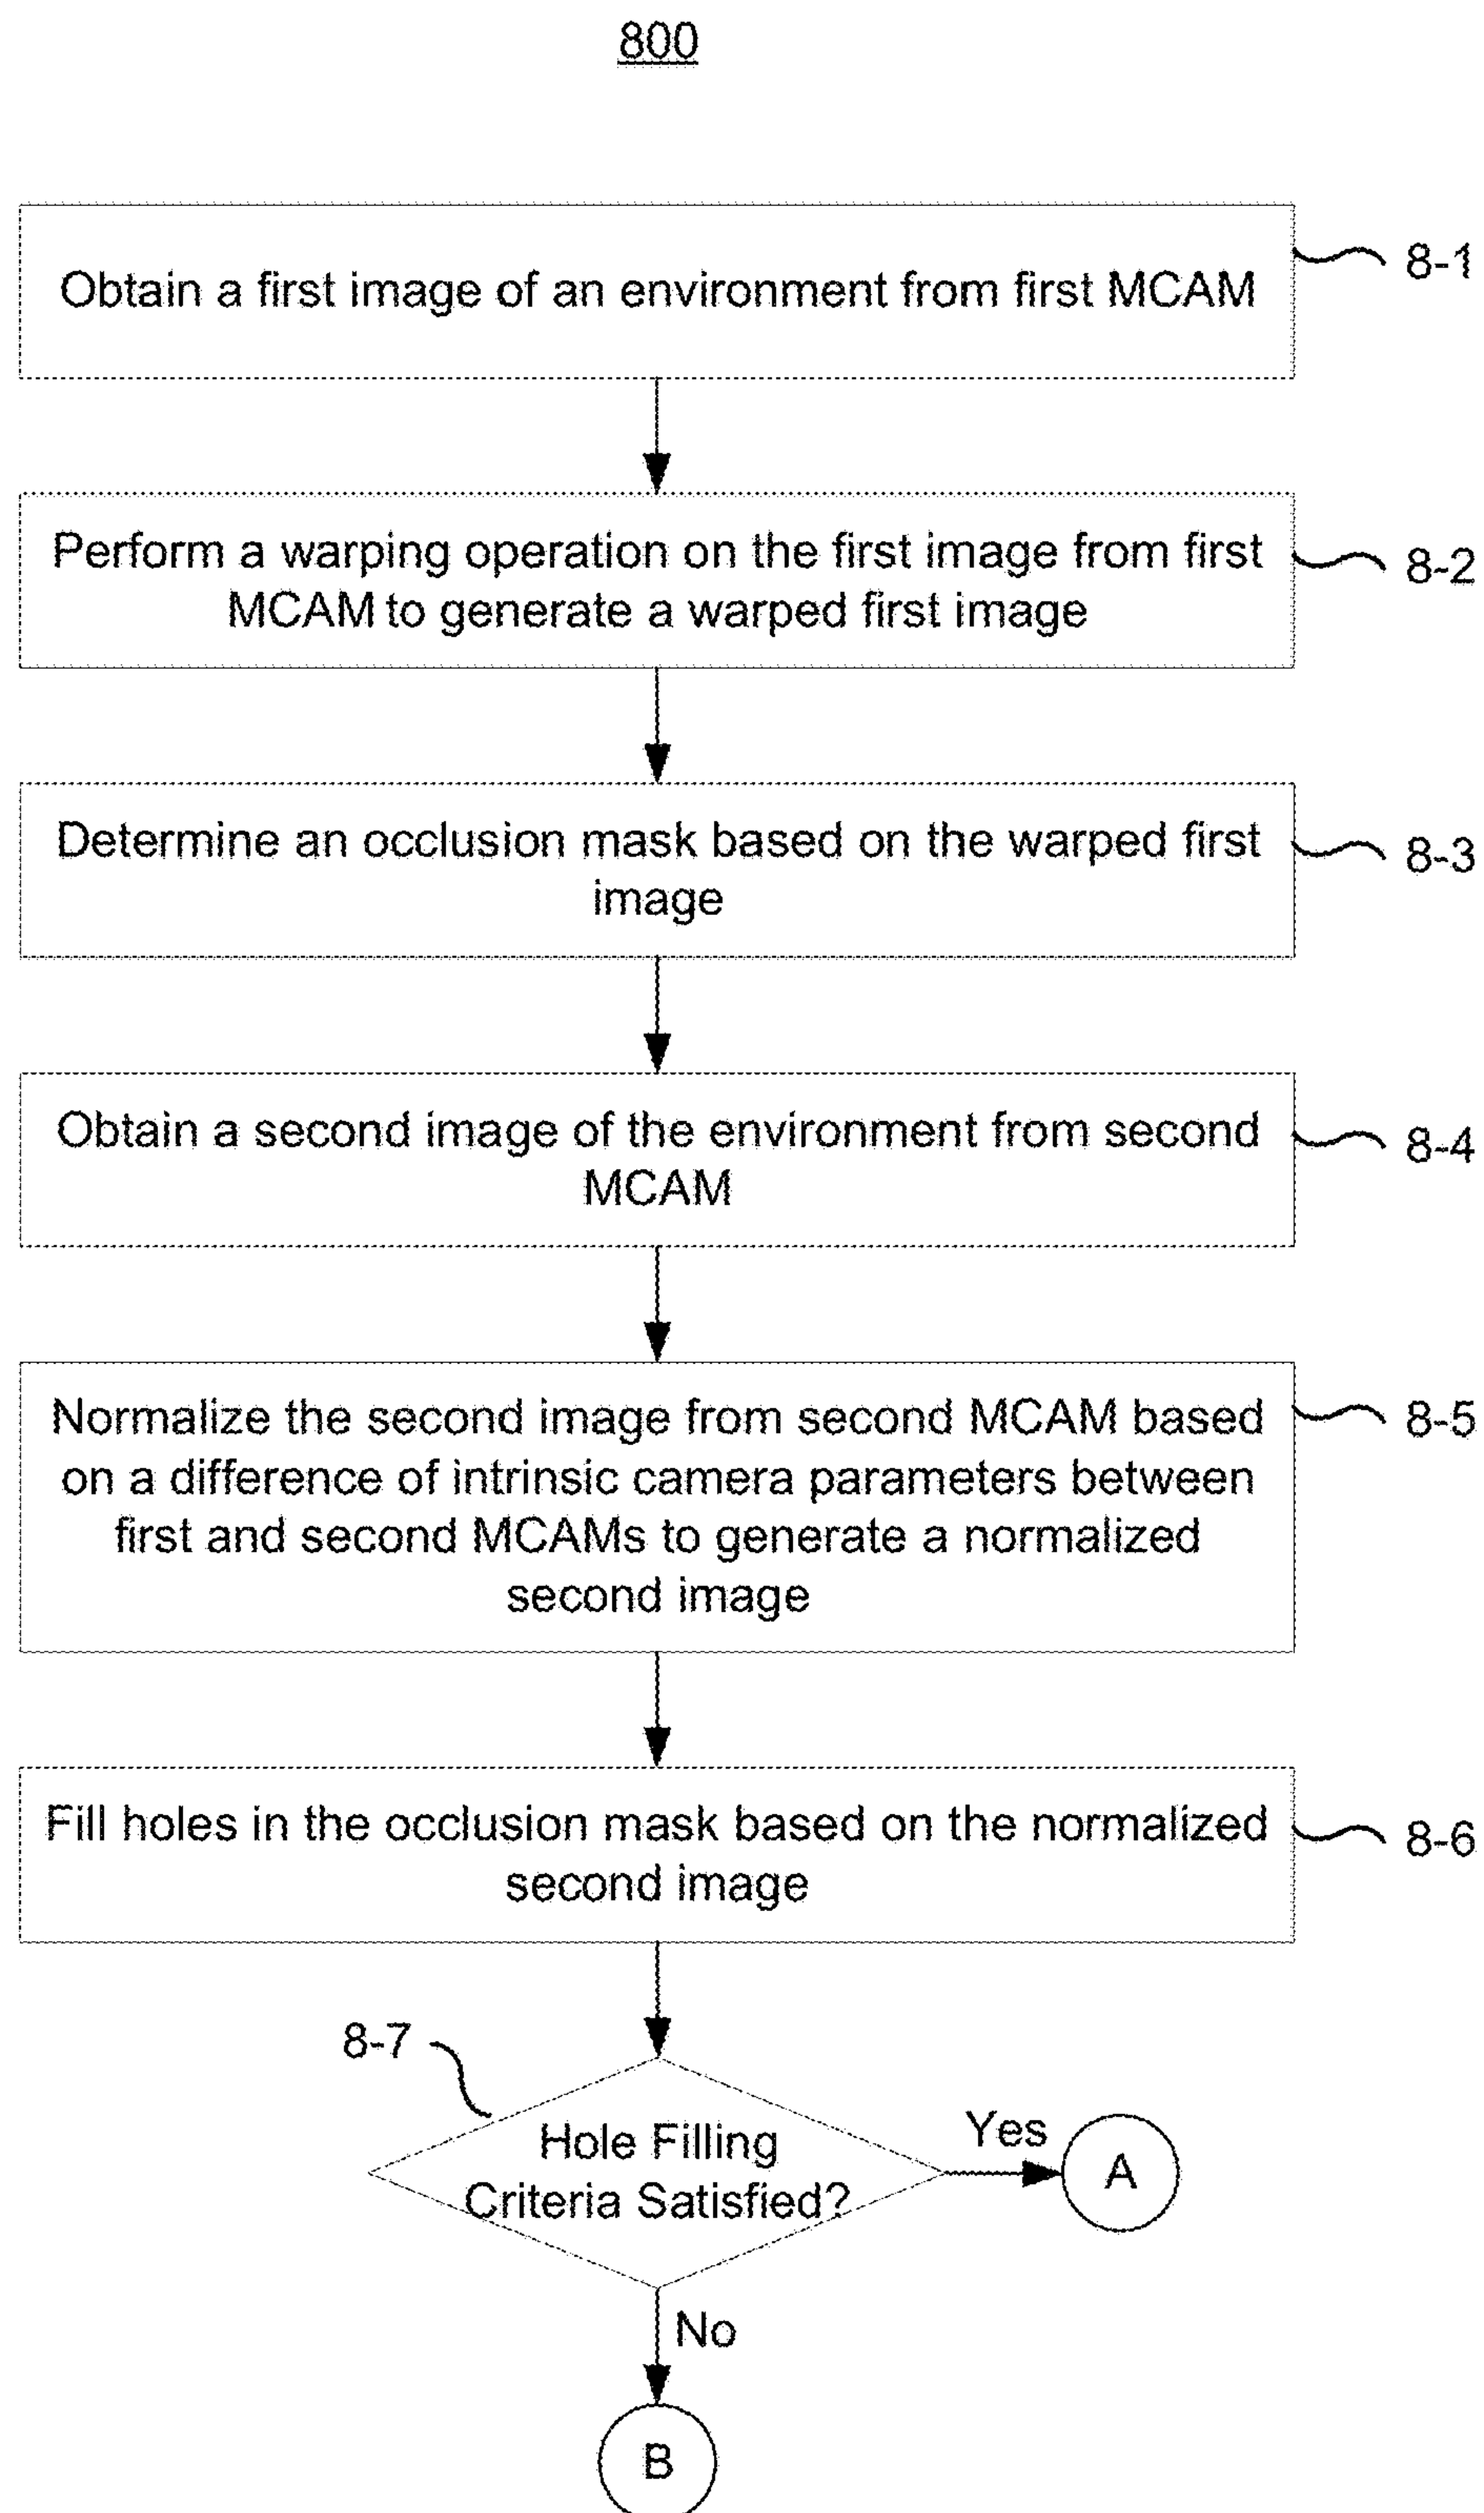 800
Obtain a first image of an environment from first MCAM
8-1
Perform a warping operation on the first image from first
MCAM to generate a warped first image
8-2
Determine an occlusion mask based on the warped first
image
8-3
Obtain a second image of the environment from second
MCAM
8-4
Normalize the second image from second MCAM based
on a difference of intrinsic camera parameters between
first and second MCAMs to generate a normalized
second image
8-5
Fill holes in the occlusion mask based on the normalized
second image
8-6
8-7
Hole Filling
Criteria Satisfied?
Yes
A
No
B